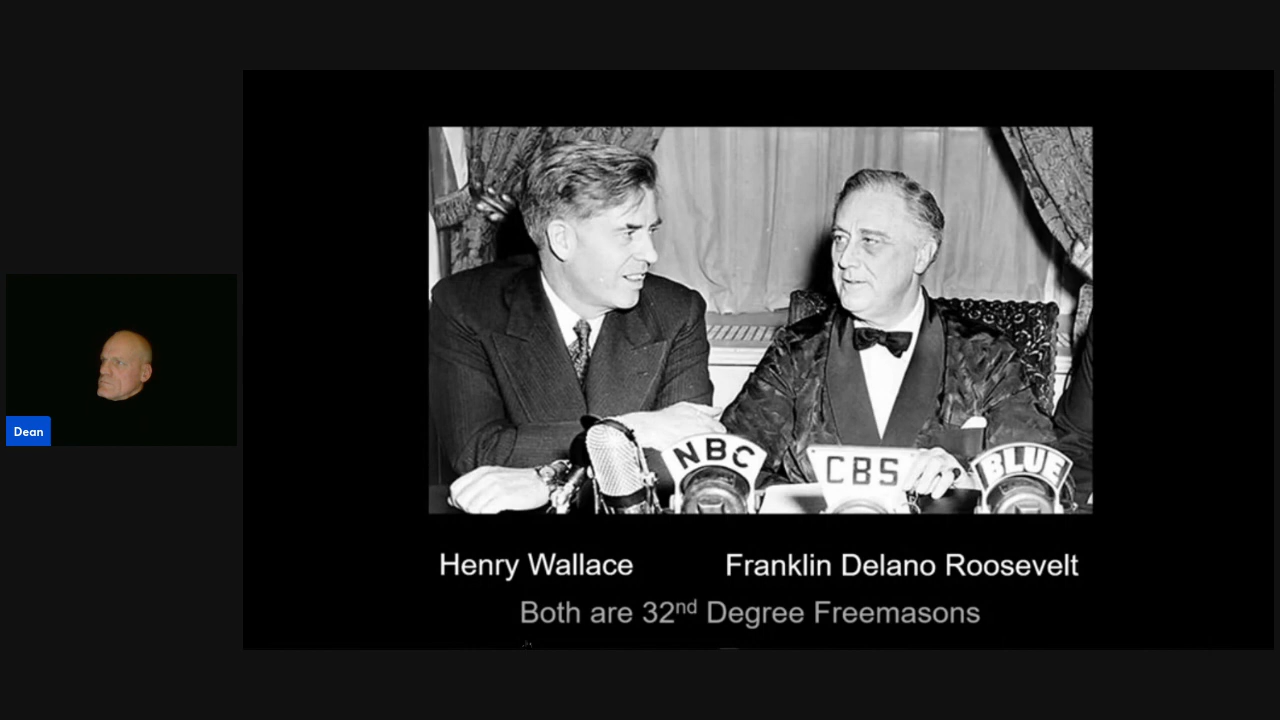 Dean
NBC
CBS
BLUE
Henry Wallace
Franklin Delano Roosevelt
Both are 32nd Degree Freemasons